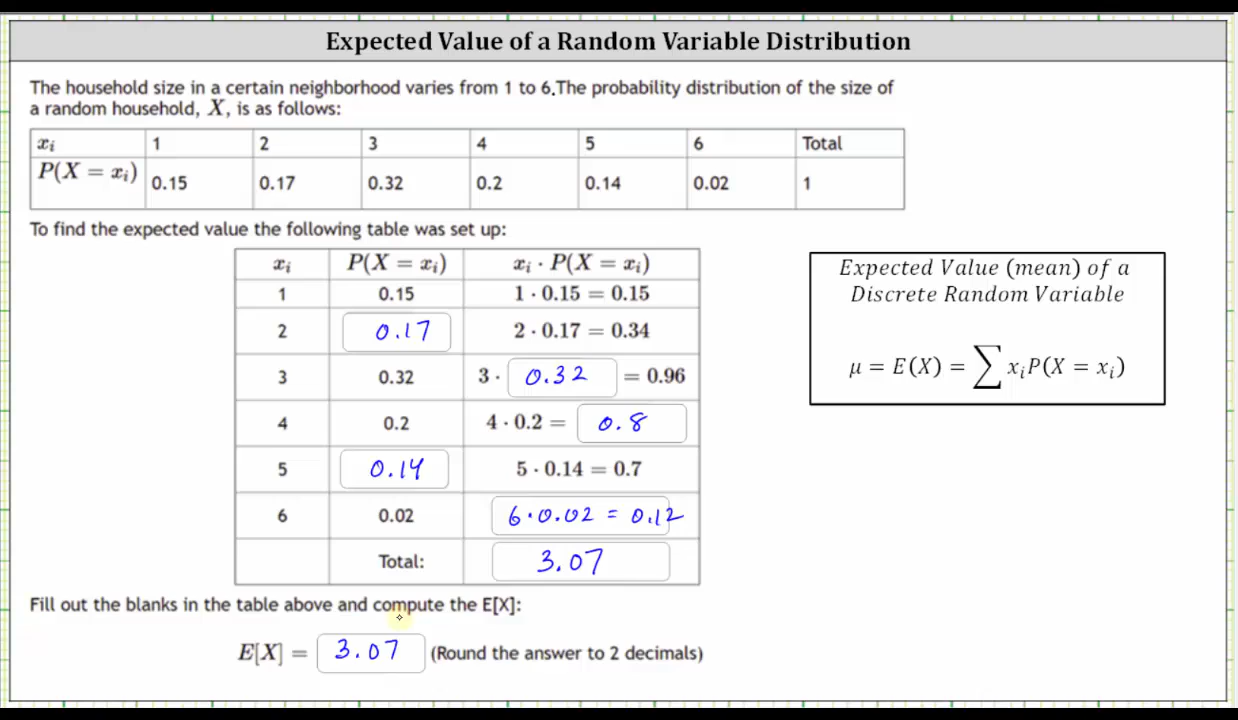 Expected Value of a Random Variable Distribution
The household size in a certain neighborhood varies from 1 to 6.The probability distribution of the size of
a random household, X, is as follows:
xᵢ 1 2 3 4 5 6 Total
P(X = xᵢ) 0.15 0.17 0.32 0.2 0.14 0.02 1
To find the expected value the following table was set up:
xᵢ P(X = xᵢ) xᵢ · P(X = xᵢ)
1 0.15 1 · 0.15 = 0.15
2 0.17 2 · 0.17 = 0.34
3 0.32 3 · 0.32 = 0.96
4 0.2 4 · 0.2 = 0.8
5 0.14 5 · 0.14 = 0.7
6 0.02 6 · 0.02 = 0.12
Total: 3.07
Expected Value (mean) of a
Discrete Random Variable
μ = E(X) = ∑ xᵢP(X = xᵢ)
Fill out the blanks in the table above and compute the E[X]:
E[X] = 3.07 (Round the answer to 2 decimals)